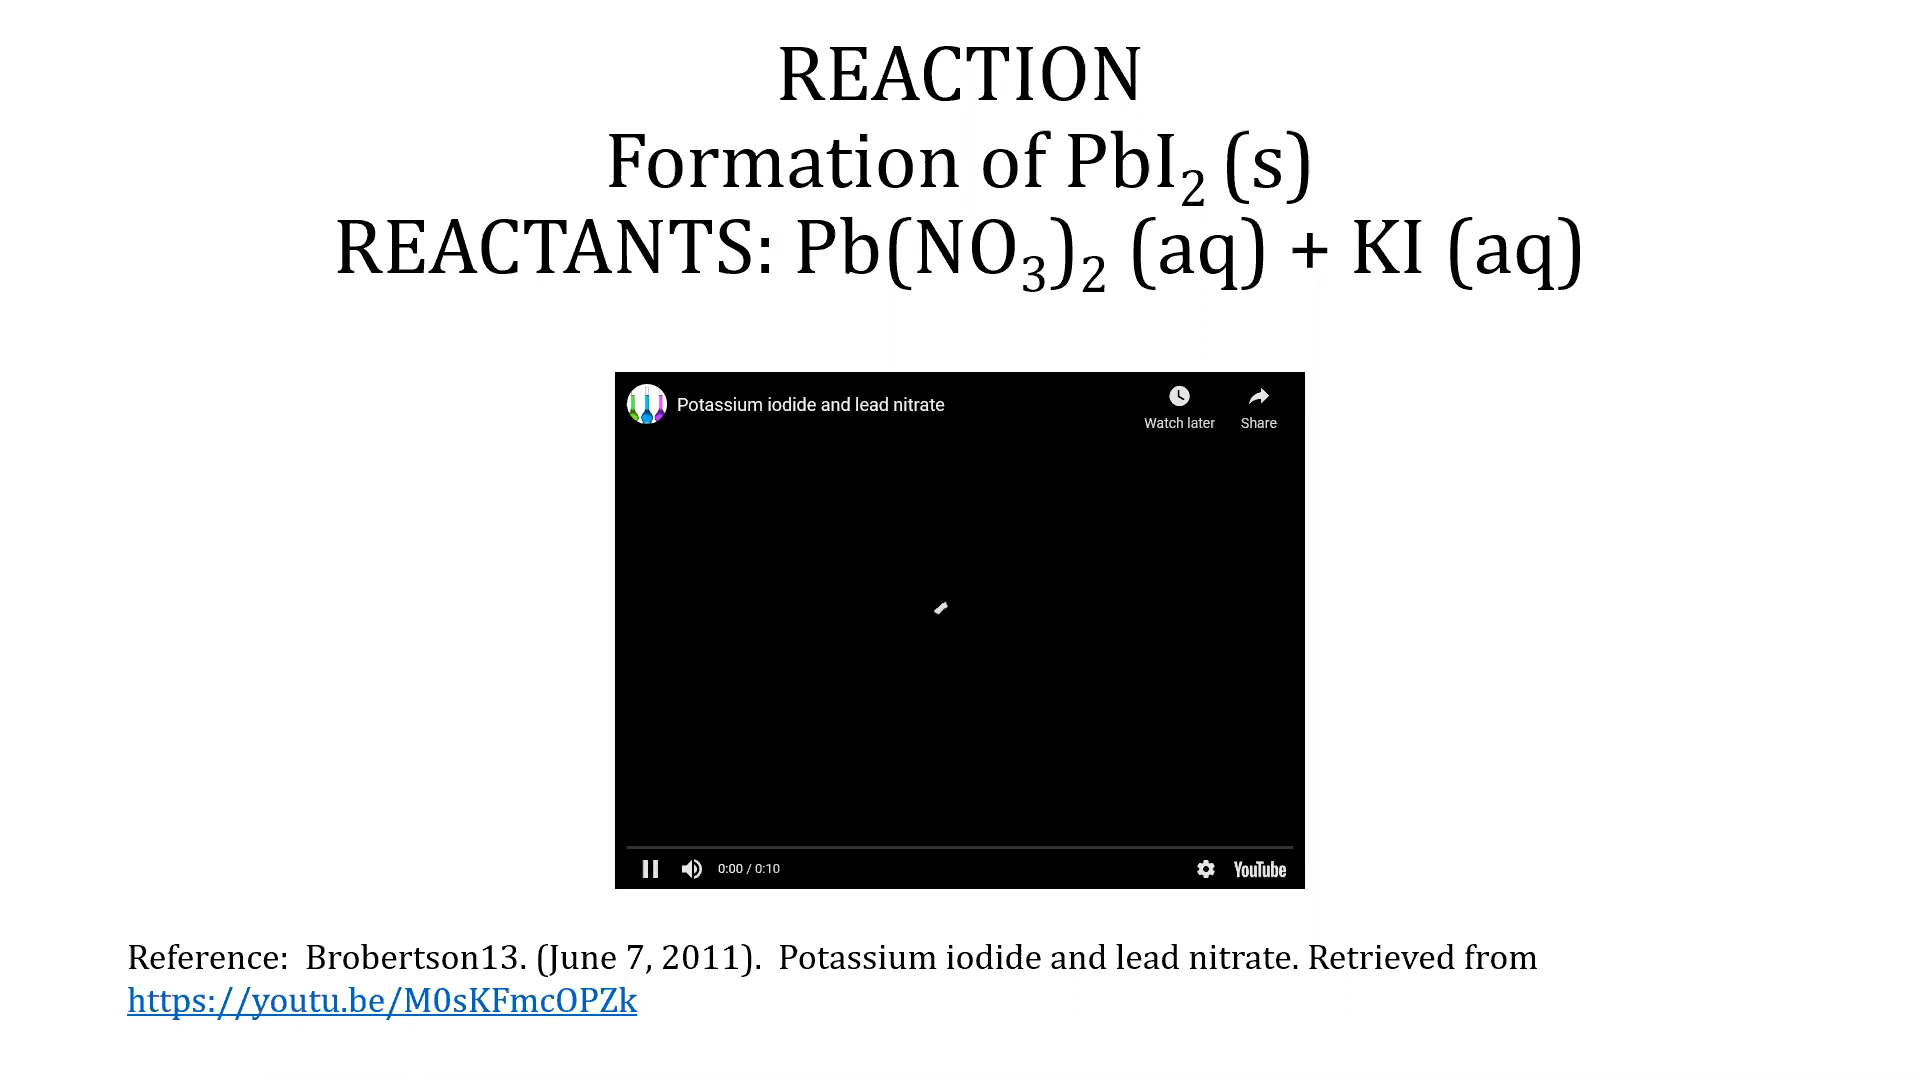 REACTION
Formation of PbI₂ (s)
REACTANTS: Pb(NO₃)₂ (aq) + KI (aq)
Potassium iodide and lead nitrate
Watch later
Share
0:00 / 0:10
YouTube
Reference:  Brobertson13. (June 7, 2011).  Potassium iodide and lead nitrate. Retrieved from
https://youtu.be/M0sKFmcOPZk